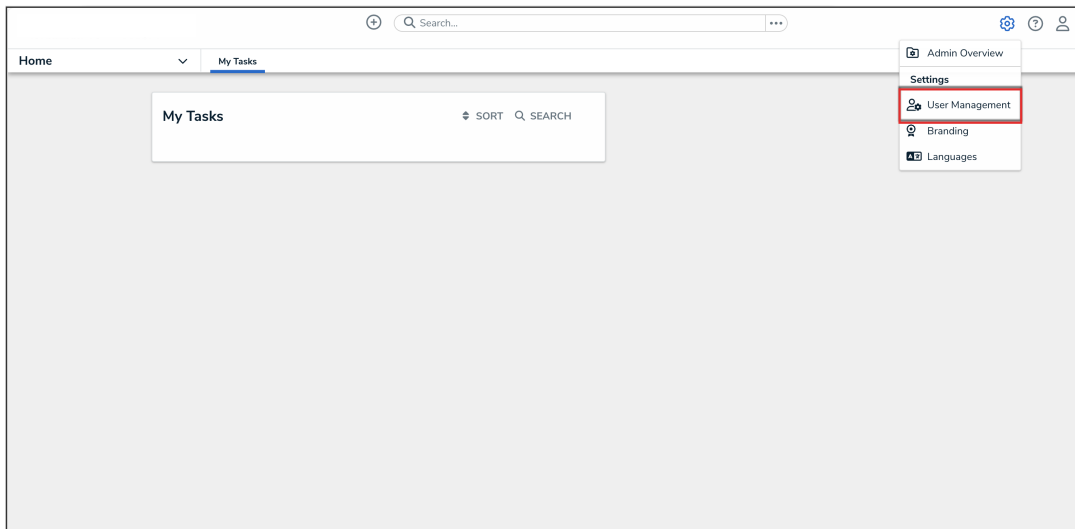 Search...
Home
My Tasks
Admin Overview
Settings
User Management
Branding
Languages
My Tasks
SORT
SEARCH